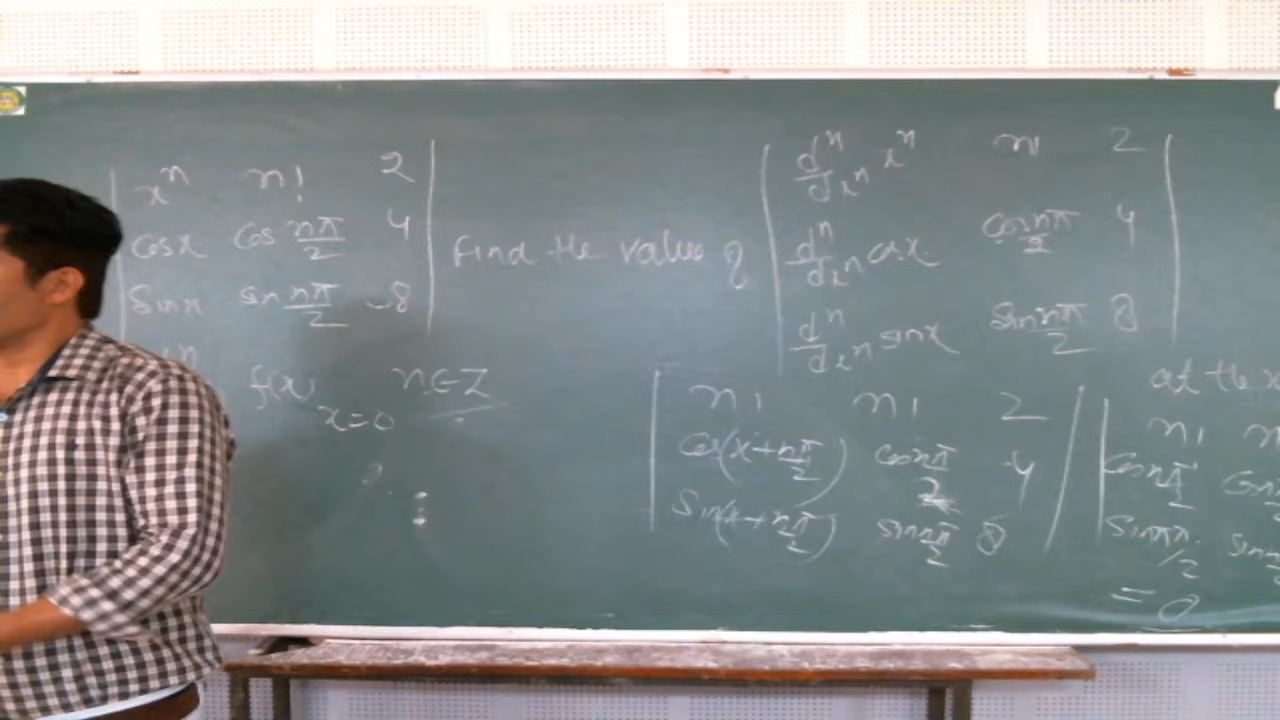 x^n n! 2
cos x cos nπ/2 4
sin x sin nπ/2 -8
Find the value of
f(x) n∈Z
x=0
d^n/dx^n x^n n! 2
d^n/dx^n cos x cos nπ/2 4
d^n/dx^n sin x sin nπ/2 8
at the
n! n! 2
cos(x+nπ/2) cos nπ/2 4
Sin(x+nπ/2) sin nπ/2 8
n!
cos nπ/2
sin nπ/2
= 0